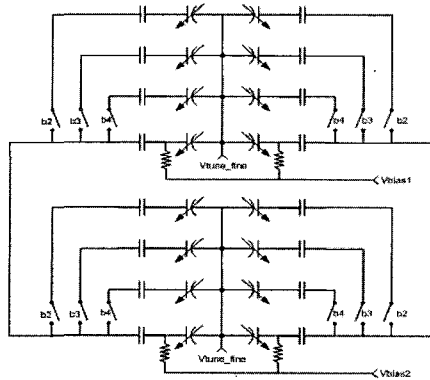 b2 b3 b4 b4 b3 b2
Vtune_fine
Vbias1
b2 b3 b4 b4 b3 b2
Vtune_fine
Vbias2